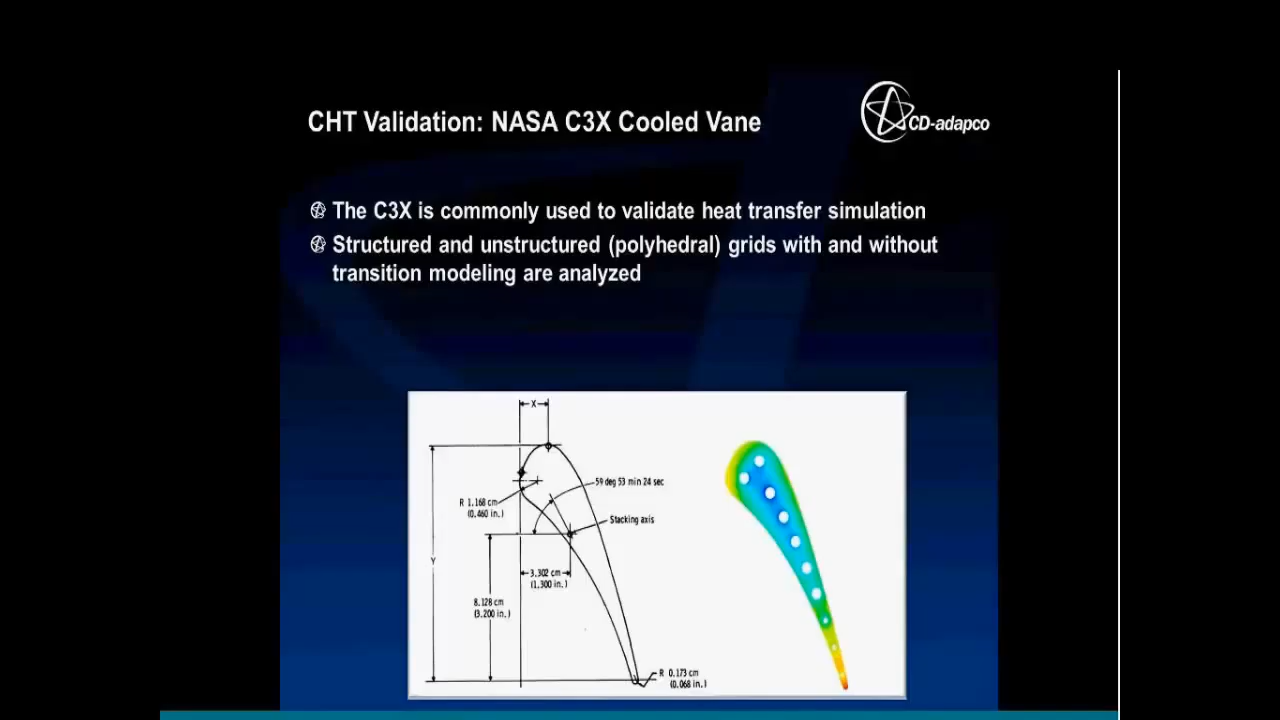 CHT Validation: NASA C3X Cooled Vane
CD-adapco
The C3X is commonly used to validate heat transfer simulation
Structured and unstructured (polyhedral) grids with and without
transition modeling are analyzed
X
59 deg 53 min 24 sec
R 1.168 cm
(0.460 in.)
Stacking axis
Y
3.302 cm
(1.300 in.)
8.128 cm
(3.200 in.)
R 0.173 cm
(0.068 in.)